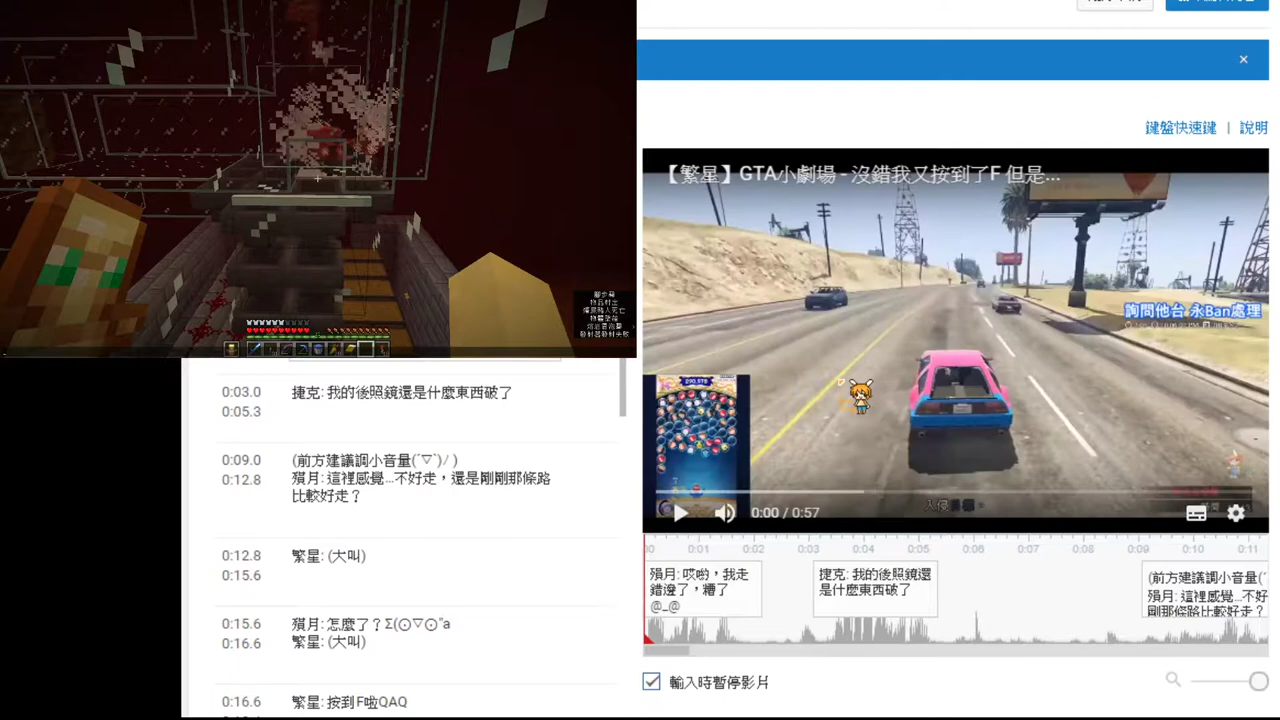 鍵盤快速鍵 | 說明
【繁星】GTA小劇場 - 沒錯我又按到了F 但是...
詢問他台 永Ban處理
290,578
入侵
0:00 / 0:57
腳步聲
0:03.0
0:05.3
捷克: 我的後照鏡還是什麼東西破了
0:09.0
0:12.8
(前方建議調小音量(ˊ▽ˋ)ﾉ )
殞月: 這裡感覺...不好走，還是剛剛那條路
比較好走？
0:12.8
0:15.6
繁星: (大叫)
0:15.6
0:16.6
殞月: 怎麼了？Σ(⊙▽⊙"a
繁星: (大叫)
0:16.6
繁星: 按到F啦QAQ
00 0:01 0:02 0:03 0:04 0:05 0:06 0:07 0:08 0:09 0:10 0:11
殞月: 哎喲，我走
錯邊了，糟了
@_@
捷克: 我的後照鏡還
是什麼東西破了
(前方建議調小音量(ˊ
殞月: 這裡感覺...不好
剛那條路比較好走？
輸入時暫停影片